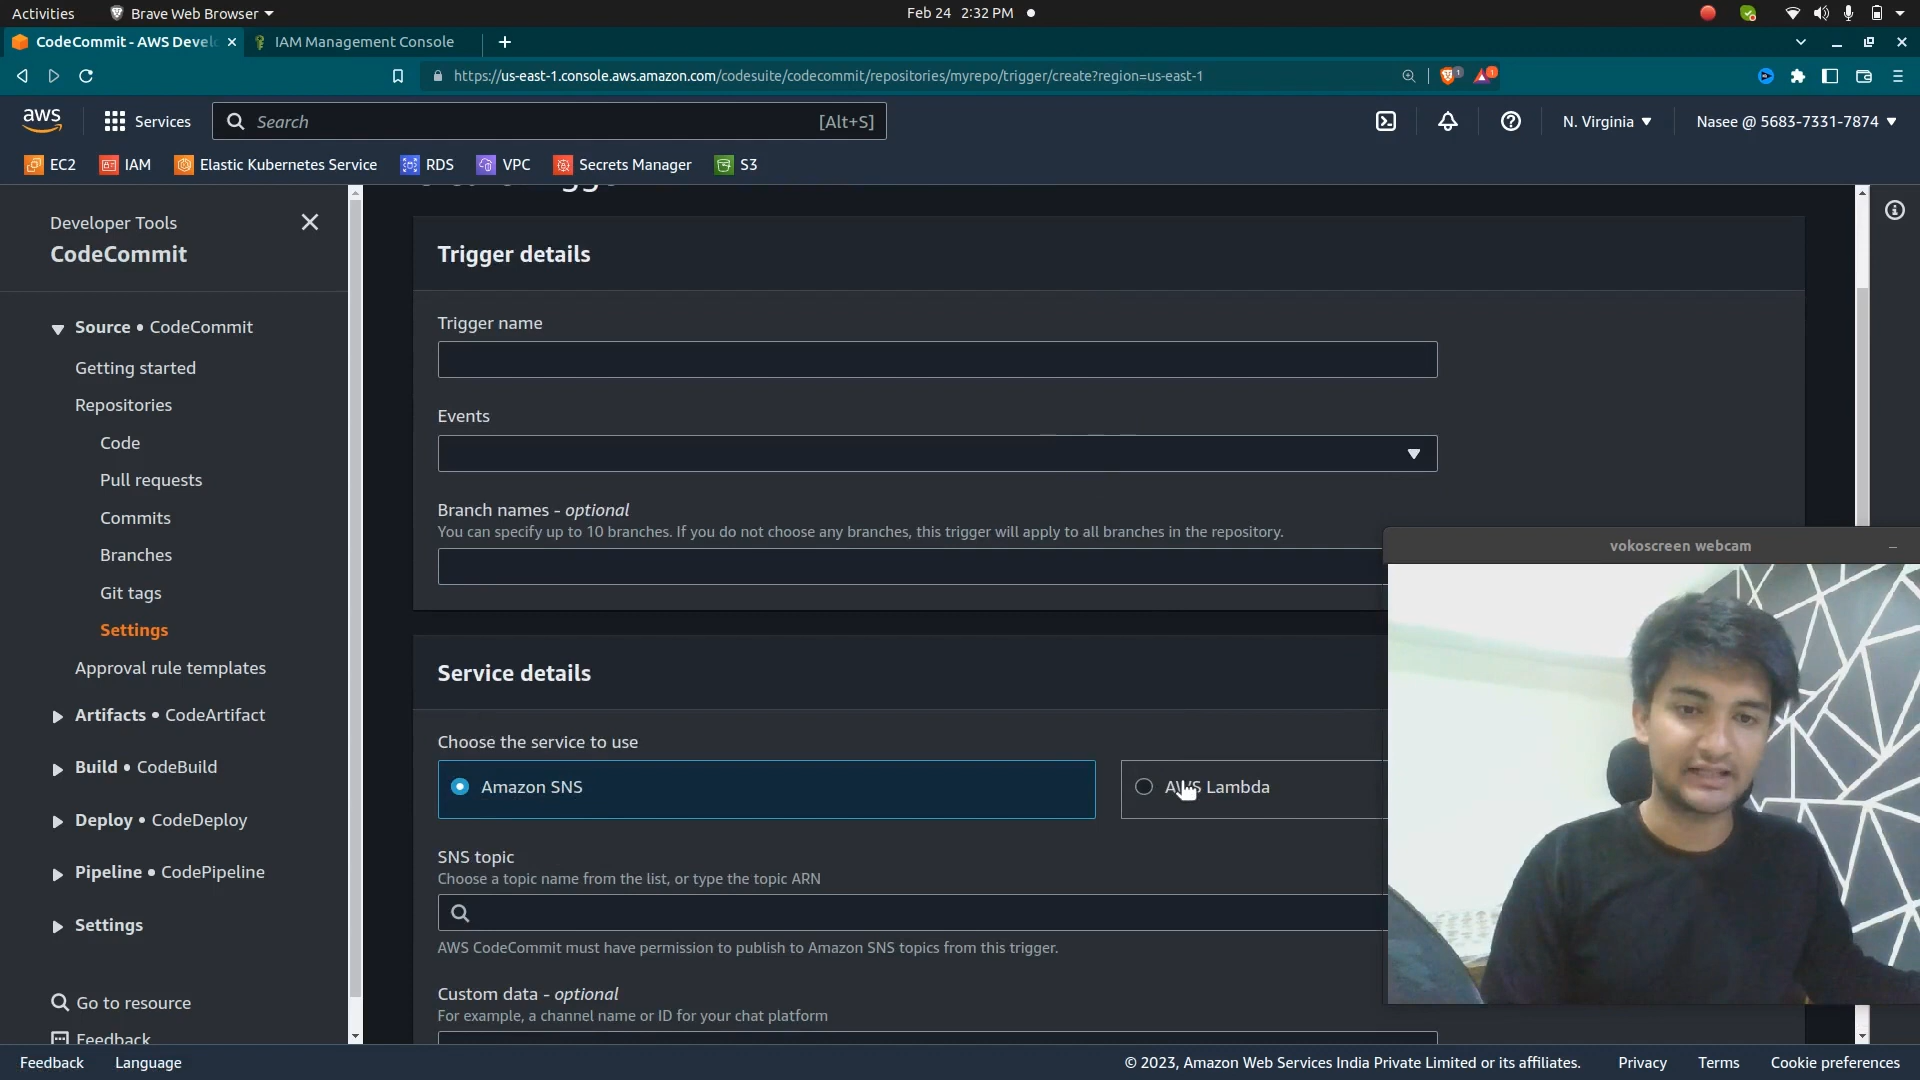 Activities
Brave Web Browser
Feb 24 2:32 PM
CodeCommit - AWS Devel
IAM Management Console
https://us-east-1.console.aws.amazon.com/codesuite/codecommit/repositories/myrepo/trigger/create?region=us-east-1
1
1
aws
Services
Search
[Alt+S]
N. Virginia
Nasee @ 5683-7331-7874
EC2
IAM
Elastic Kubernetes Service
RDS
VPC
Secrets Manager
S3
Developer Tools
CodeCommit
Source • CodeCommit
Getting started
Repositories
Code
Pull requests
Commits
Branches
Git tags
Settings
Approval rule templates
Artifacts • CodeArtifact
Build • CodeBuild
Deploy • CodeDeploy
Pipeline • CodePipeline
Settings
Go to resource
Feedback
Trigger details
Trigger name
Events
Branch names - optional
You can specify up to 10 branches. If you do not choose any branches, this trigger will apply to all branches in the repository.
Service details
Choose the service to use
Amazon SNS
AWS Lambda
SNS topic
Choose a topic name from the list, or type the topic ARN
AWS CodeCommit must have permission to publish to Amazon SNS topics from this trigger.
Custom data - optional
For example, a channel name or ID for your chat platform
vokoscreen webcam
Feedback
Language
© 2023, Amazon Web Services India Private Limited or its affiliates.
Privacy
Terms
Cookie preferences